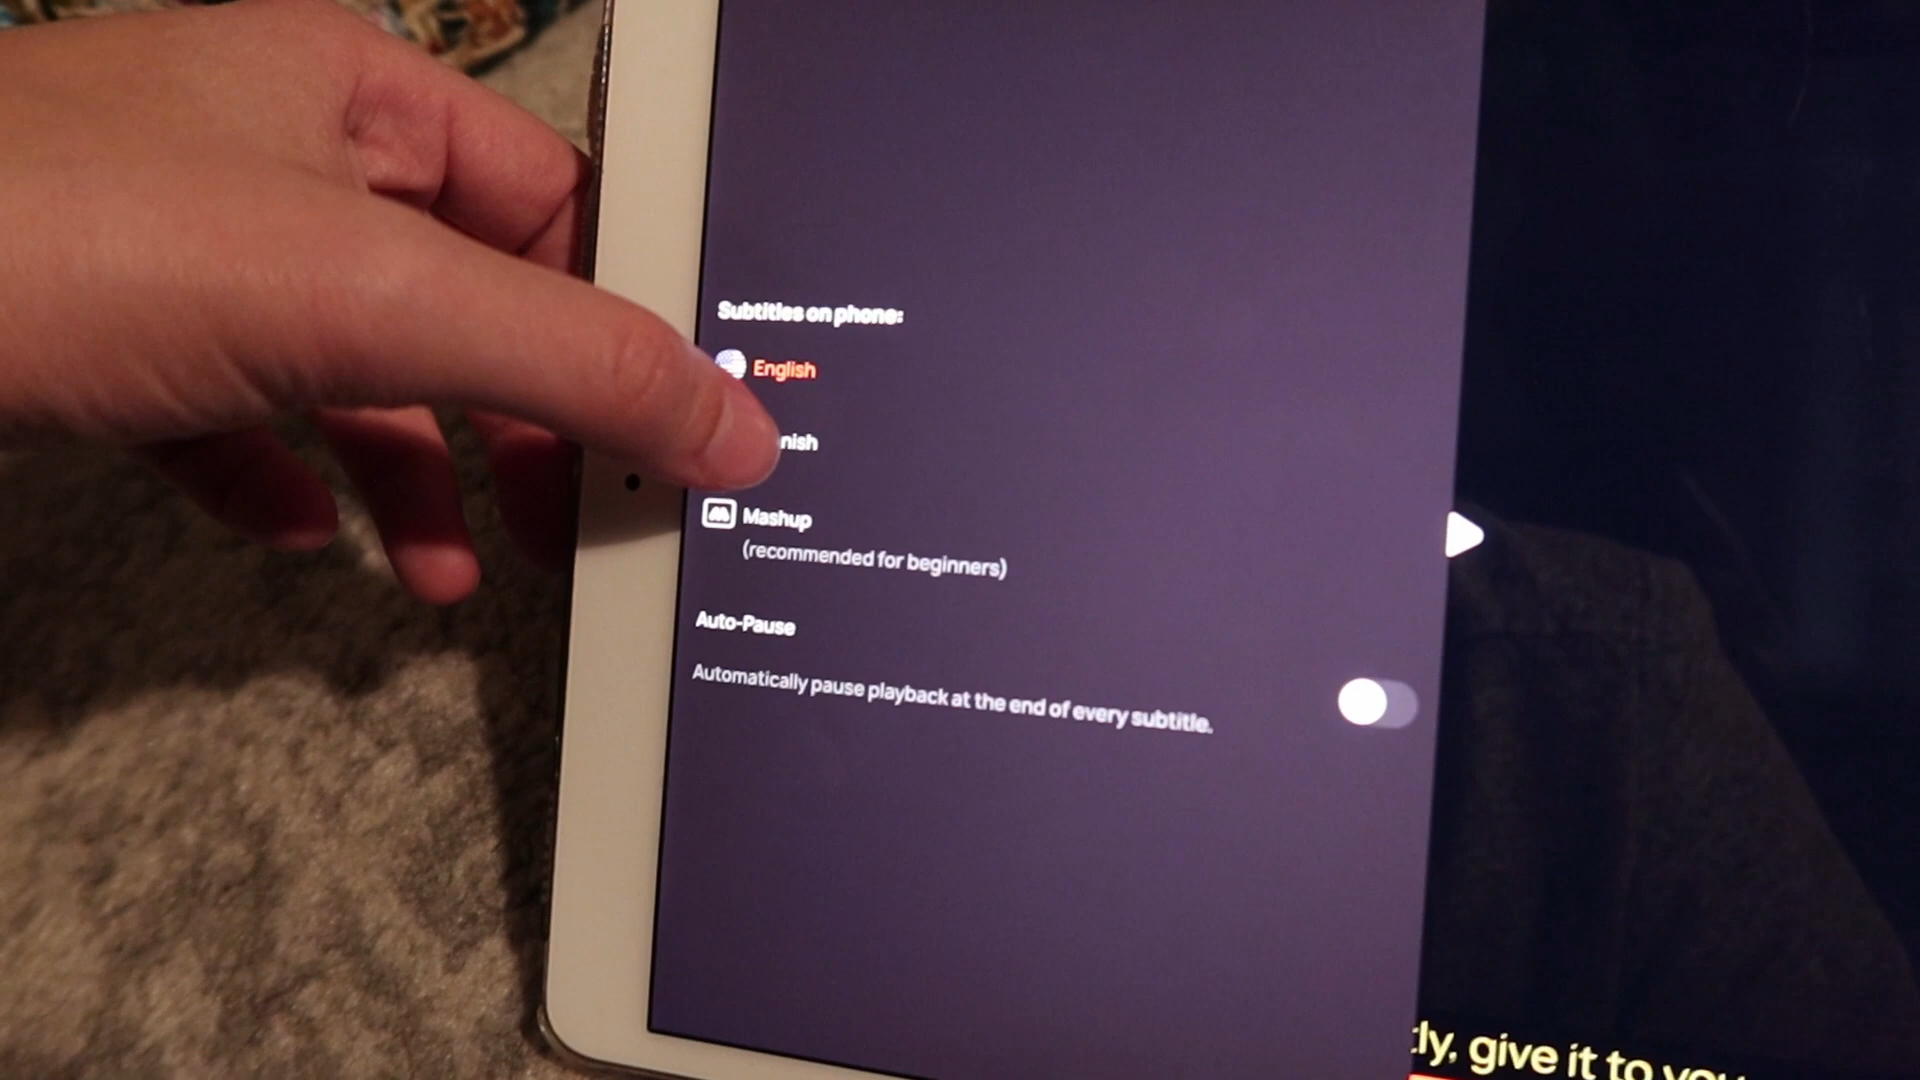 Subtitles on phone:
English
nish
Mashup
(recommended for beginners)
Auto-Pause
Automatically pause playback at the end of every subtitle.
tly, give it to you